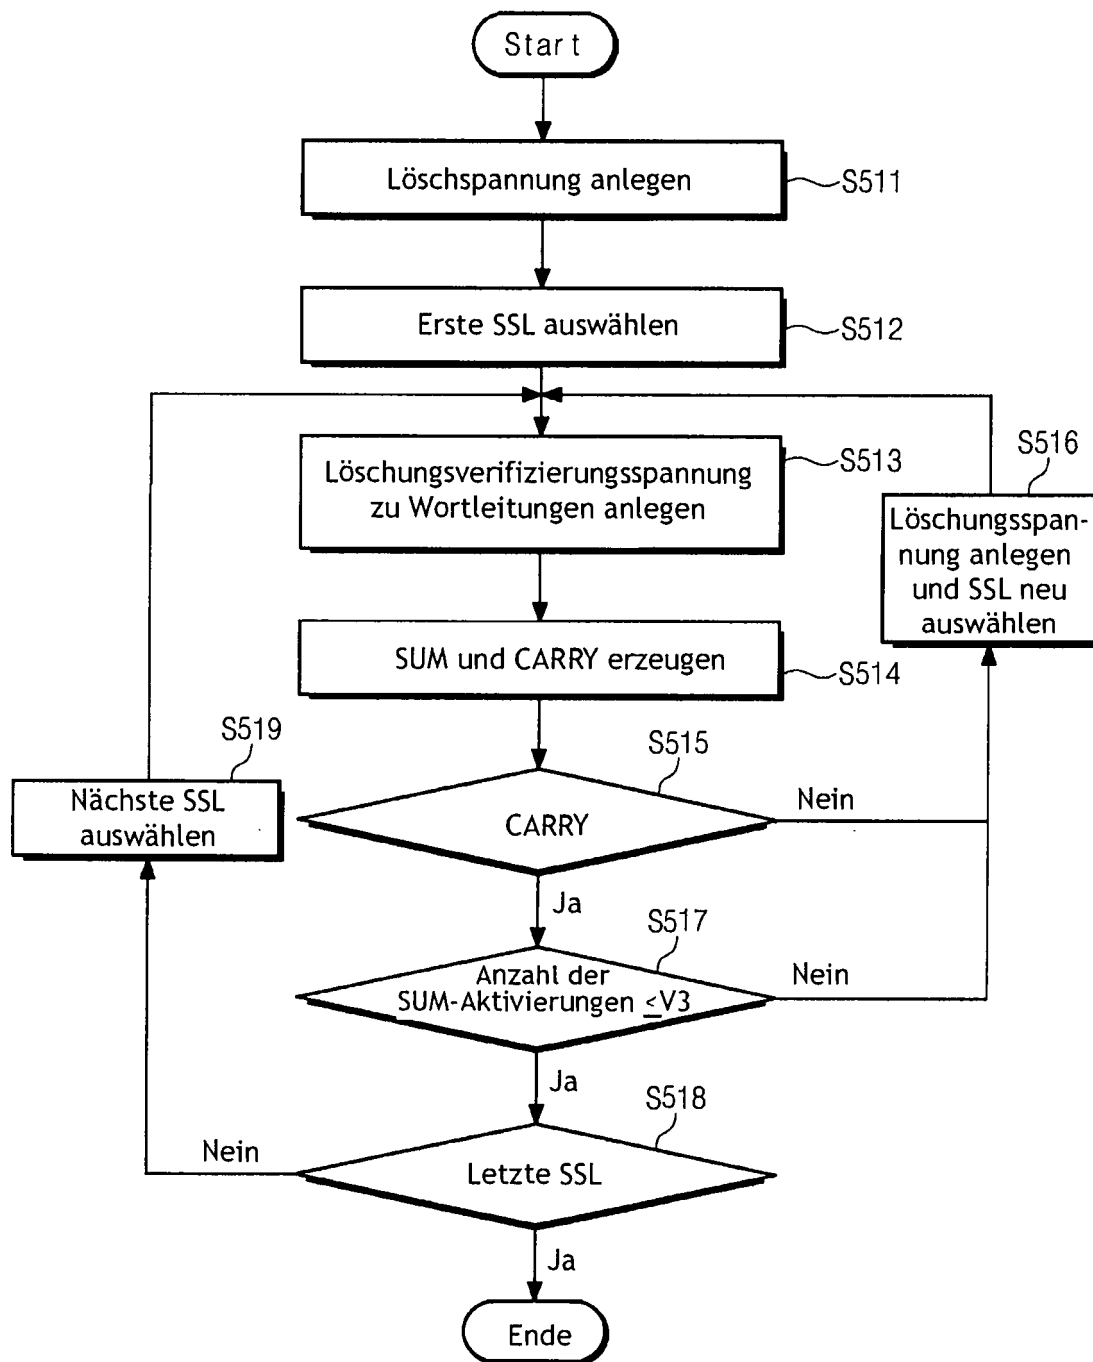 Start
Löschspannung anlegen
S511
Erste SSL auswählen
S512
Löschungsverifizierungsspannung
zu Wortleitungen anlegen
S513
S516
Löschungsspan-
nung anlegen
und SSL neu
auswählen
SUM und CARRY erzeugen
S514
S519
Nächste SSL
auswählen
S515
CARRY
Nein
Ja
S517
Anzahl der
SUM-Aktivierungen ≤V3
Nein
Ja
S518
Nein
Letzte SSL
Ja
Ende